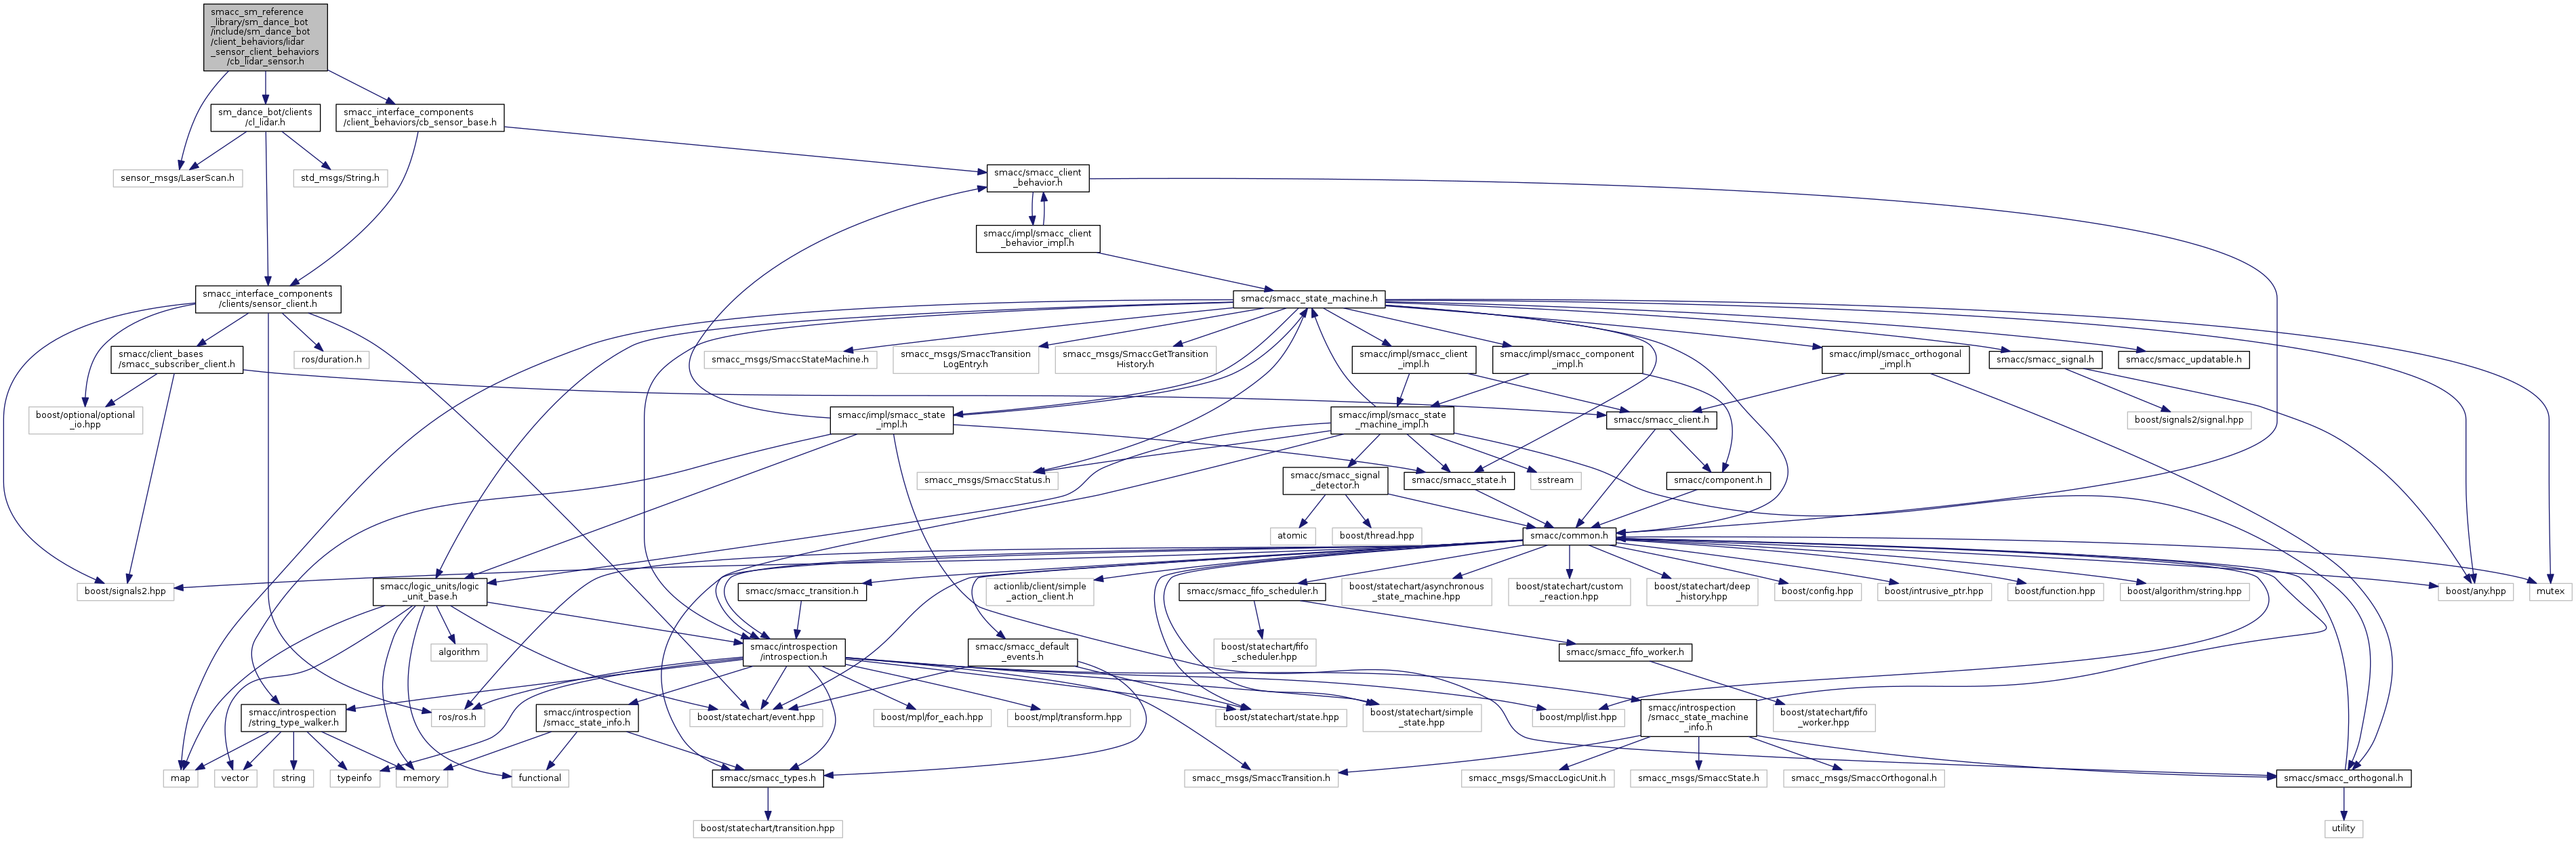 smacc_sm_reference
_library/sm_dance_bot
/include/sm_dance_bot
/client_behaviors/lidar
_sensor_client_behaviors
/cb_lidar_sensor.h
sm_dance_bot/clients
/cl_lidar.h
smacc_interface_components
/client_behaviors/cb_sensor_base.h
sensor_msgs/LaserScan.h
std_msgs/String.h
smacc/smacc_client
_behavior.h
smacc/impl/smacc_client
_behavior_impl.h
smacc_interface_components
/clients/sensor_client.h
smacc/smacc_state_machine.h
smacc/client_bases
/smacc_subscriber_client.h
ros/duration.h
smacc_msgs/SmaccStateMachine.h
smacc_msgs/SmaccTransition
LogEntry.h
smacc_msgs/SmaccGetTransition
History.h
smacc/impl/smacc_client
_impl.h
smacc/impl/smacc_component
_impl.h
smacc/impl/smacc_orthogonal
_impl.h
smacc/smacc_signal.h
smacc/smacc_updatable.h
boost/optional/optional
_io.hpp
smacc/impl/smacc_state
_impl.h
smacc/impl/smacc_state
_machine_impl.h
smacc/smacc_client.h
boost/signals2/signal.hpp
smacc_msgs/SmaccStatus.h
smacc/smacc_signal
_detector.h
smacc/smacc_state.h
sstream
smacc/component.h
atomic
boost/thread.hpp
smacc/common.h
boost/signals2.hpp
smacc/logic_units/logic
_unit_base.h
smacc/smacc_transition.h
actionlib/client/simple
_action_client.h
smacc/smacc_fifo_scheduler.h
boost/statechart/asynchronous
_state_machine.hpp
boost/statechart/custom
_reaction.hpp
boost/statechart/deep
_history.hpp
boost/config.hpp
boost/intrusive_ptr.hpp
boost/function.hpp
boost/algorithm/string.hpp
boost/any.hpp
mutex
algorithm
smacc/introspection
/introspection.h
smacc/smacc_default
_events.h
boost/statechart/fifo
_scheduler.hpp
smacc/smacc_fifo_worker.h
smacc/introspection
/string_type_walker.h
ros/ros.h
smacc/introspection
/smacc_state_info.h
boost/statechart/event.hpp
boost/mpl/for_each.hpp
boost/mpl/transform.hpp
boost/statechart/state.hpp
boost/statechart/simple
_state.hpp
boost/mpl/list.hpp
smacc/introspection
/smacc_state_machine
_info.h
boost/statechart/fifo
_worker.hpp
map
vector
string
typeinfo
memory
functional
smacc/smacc_types.h
smacc_msgs/SmaccTransition.h
smacc_msgs/SmaccLogicUnit.h
smacc_msgs/SmaccState.h
smacc_msgs/SmaccOrthogonal.h
smacc/smacc_orthogonal.h
boost/statechart/transition.hpp
utility